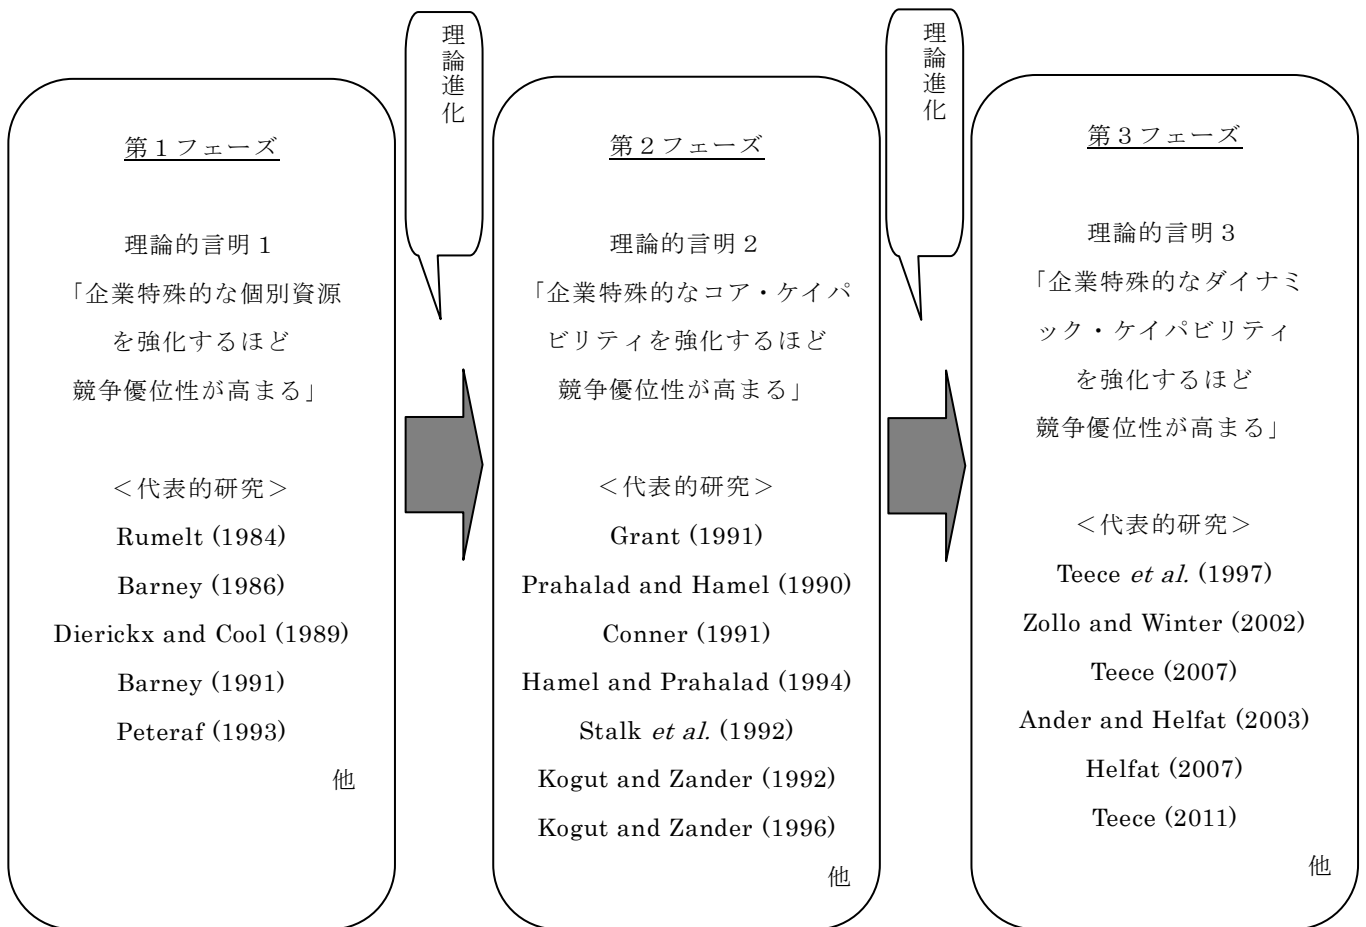 第１フェーズ
理論的言明１
「企業特殊的な個別資源
を強化するほど
競争優位性が高まる」
＜代表的研究＞
Rumelt (1984)
Barney (1986)
Dierickx and Cool (1989)
Barney (1991)
Peteraf (1993)
他
理論進化
第２フェーズ
理論的言明２
「企業特殊的なコア・ケイパ
ビリティを強化するほど
競争優位性が高まる」
＜代表的研究＞
Grant (1991)
Prahalad and Hamel (1990)
Conner (1991)
Hamel and Prahalad (1994)
Stalk et al. (1992)
Kogut and Zander (1992)
Kogut and Zander (1996)
他
理論進化
第３フェーズ
理論的言明３
「企業特殊的なダイナミ
ック・ケイパビリティ
を強化するほど
競争優位性が高まる」
＜代表的研究＞
Teece et al. (1997)
Zollo and Winter (2002)
Teece (2007)
Ander and Helfat (2003)
Helfat (2007)
Teece (2011)
他